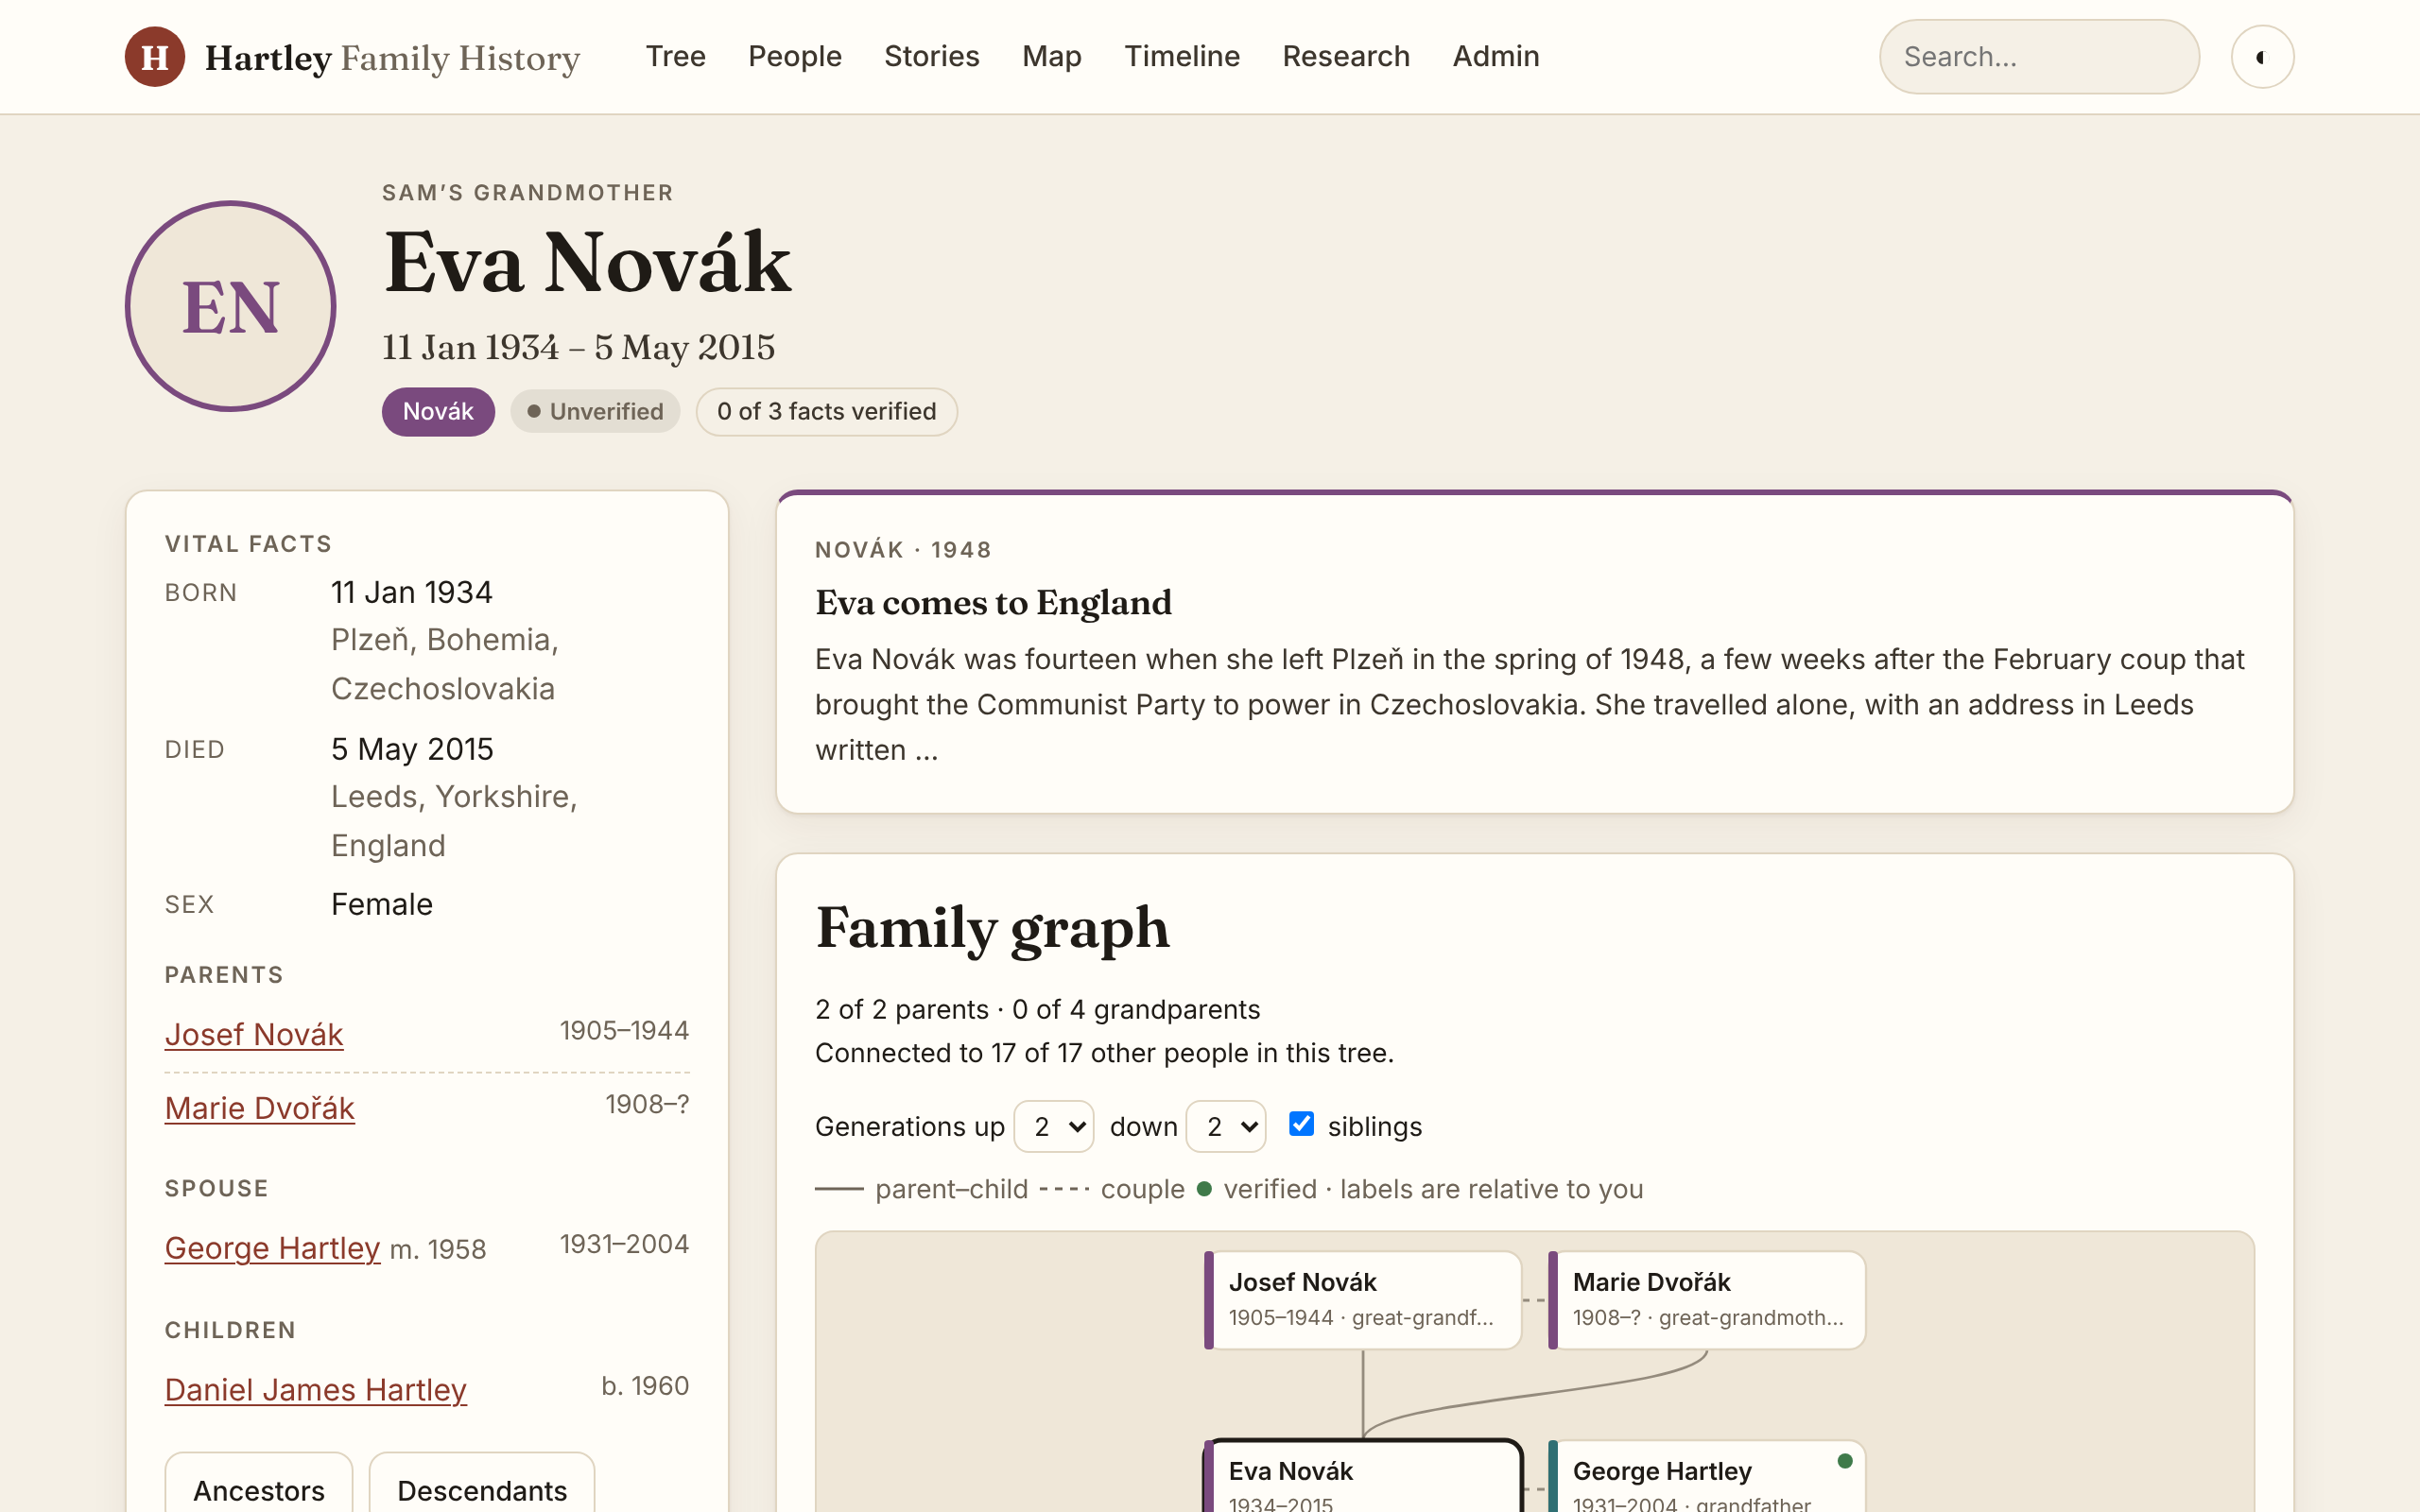 H
Hartley Family History
Tree People Stories Map Timeline Research Admin
Search...
SAM’S GRANDMOTHER
EN
Eva Novák
11 Jan 1934 – 5 May 2015
Novák
Unverified
0 of 3 facts verified
VITAL FACTS
BORN 11 Jan 1934
Plzeň, Bohemia,
Czechoslovakia
DIED 5 May 2015
Leeds, Yorkshire,
England
SEX Female
PARENTS
Josef Novák 1905–1944
Marie Dvořák 1908–?
SPOUSE
George Hartley m. 1958 1931–2004
CHILDREN
Daniel James Hartley b. 1960
Ancestors Descendants
NOVÁK · 1948
Eva comes to England
Eva Novák was fourteen when she left Plzeň in the spring of 1948, a few weeks after the February coup that
brought the Communist Party to power in Czechoslovakia. She travelled alone, with an address in Leeds
written ...
Family graph
2 of 2 parents · 0 of 4 grandparents
Connected to 17 of 17 other people in this tree.
Generations up 2 down 2 siblings
parent–child couple verified · labels are relative to you
Josef Novák
1905–1944 · great-grandf...
Marie Dvořák
1908–? · great-grandmoth...
Eva Novák
1934–2015
George Hartley
1931–2004 · grandfather